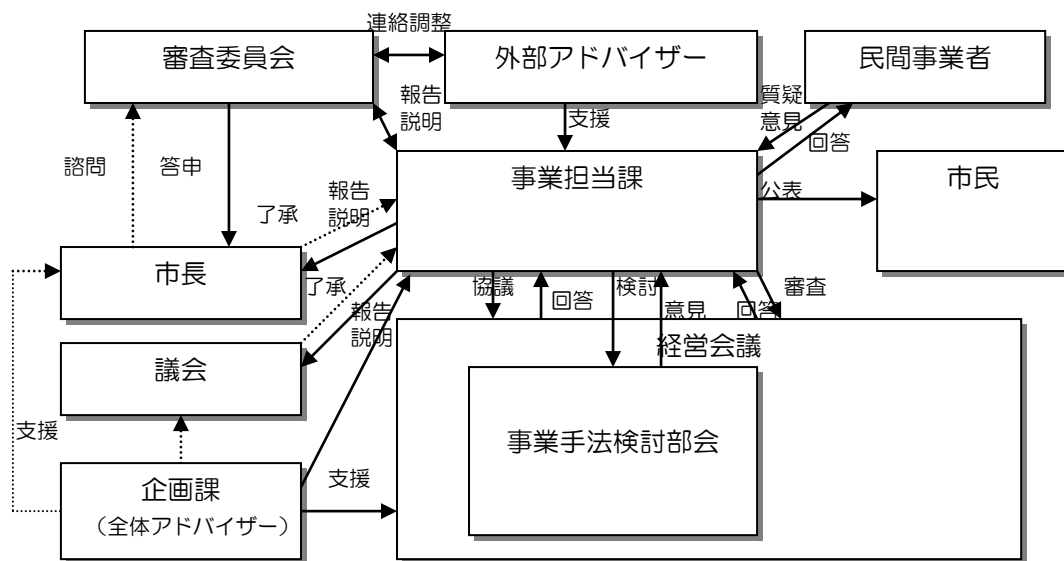 連絡調整
審査委員会
外部アドバイザー
民間事業者
報告
説明
支援
質疑
意見
回答
諮問
答申
事業担当課
市民
公表
報告
説明
了承
市長
了承
報告
説明
協議
回答
検討
意見
回答
審査
経営会議
議会
事業手法検討部会
支援
企画課
（全体アドバイザー）
支援